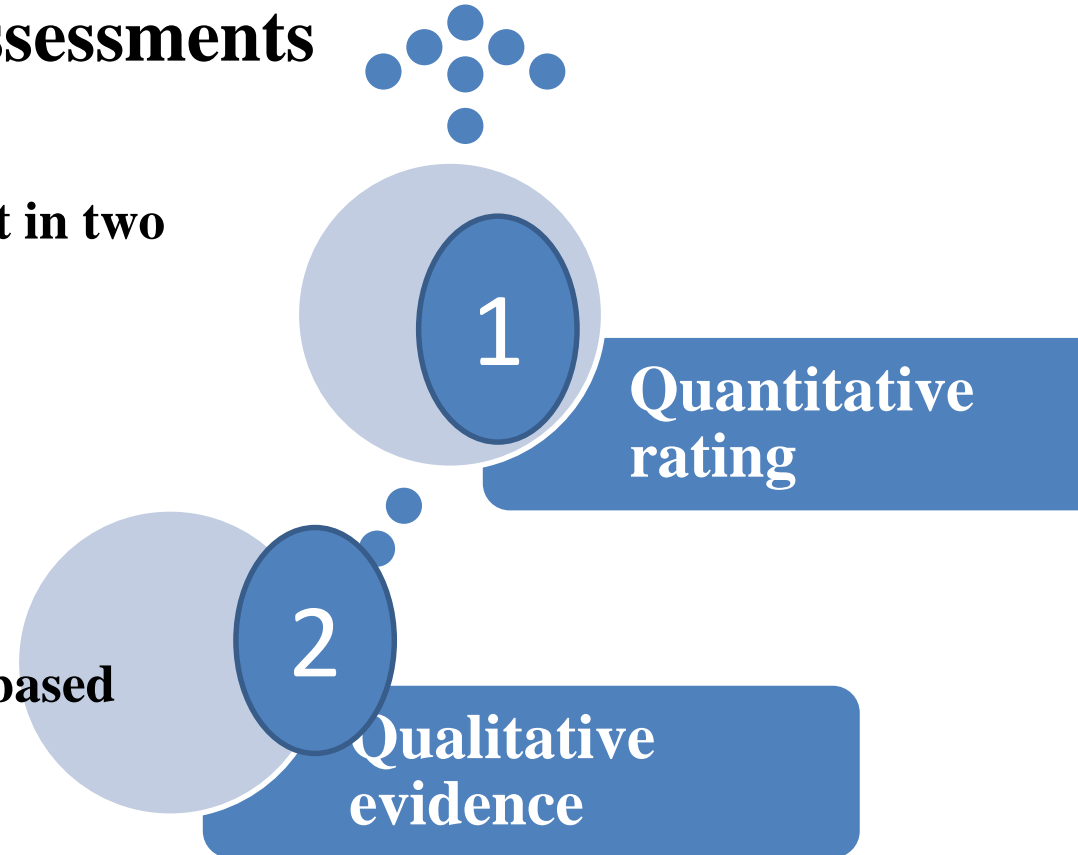 ssessments
t in two
1
Quantitative
rating
2
based
Qualitative
evidence